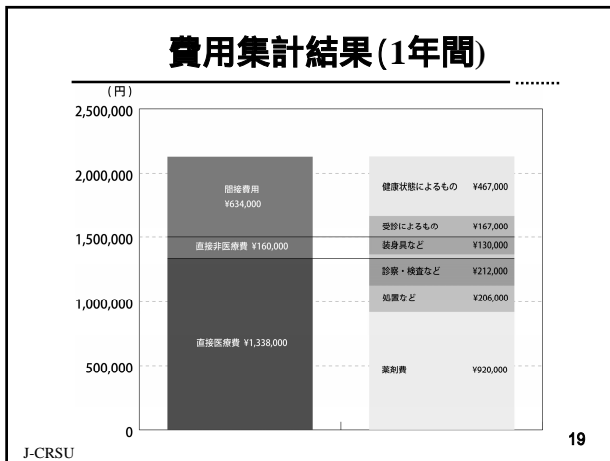 費用集計結果(1年間)
(円)
2,500,000
2,000,000
1,500,000
1,000,000
500,000
0
間接費用
¥634,000
直接非医療費 ¥160,000
直接医療費 ¥1,338,000
健康状態によるもの ¥467,000
受診によるもの ¥167,000
装身具など ¥130,000
診察・検査など ¥212,000
処置など ¥206,000
薬剤費 ¥920,000
J-CRSU
19